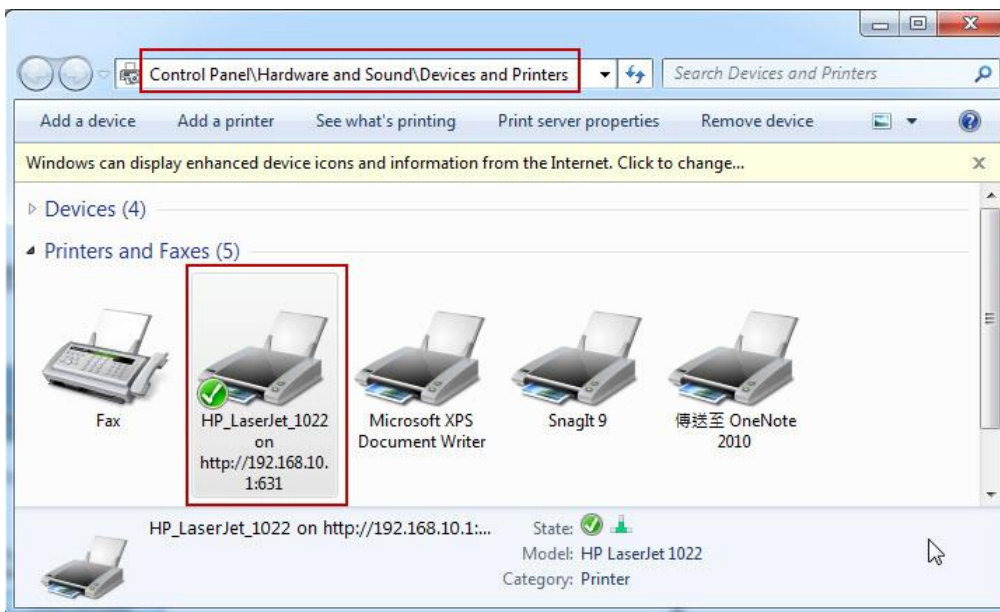 Control Panel\Hardware and Sound\Devices and Printers
Search Devices and Printers
Add a device
Add a printer
See what's printing
Print server properties
Remove device
Windows can display enhanced device icons and information from the Internet. Click to change...
Devices (4)
Printers and Faxes (5)
Fax
HP_LaserJet_1022
on
http://192.168.10.
1:631
Microsoft XPS
Document Writer
SnagIt 9
傳送至 OneNote
2010
HP_LaserJet_1022 on http://192.168.10.1:...
State:
Model: HP LaserJet 1022
Category: Printer